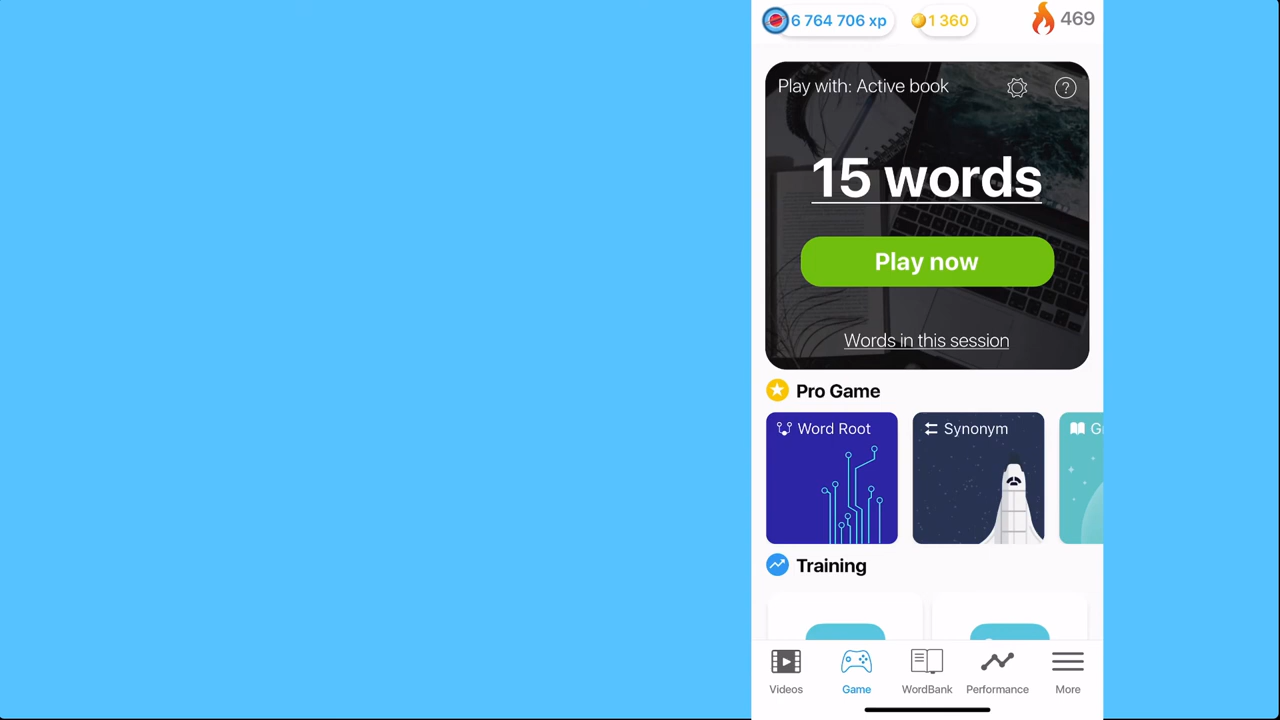 6 764 706 xp
1 360
469
Play with: Active book
?
15 words
Play now
Words in this session
Pro Game
Word Root
Synonym
Training
Videos
Game
WordBank
Performance
More